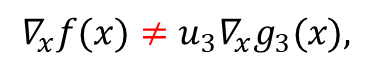 ∇ₓf(x) ≠ u₃∇ₓg₃(x),